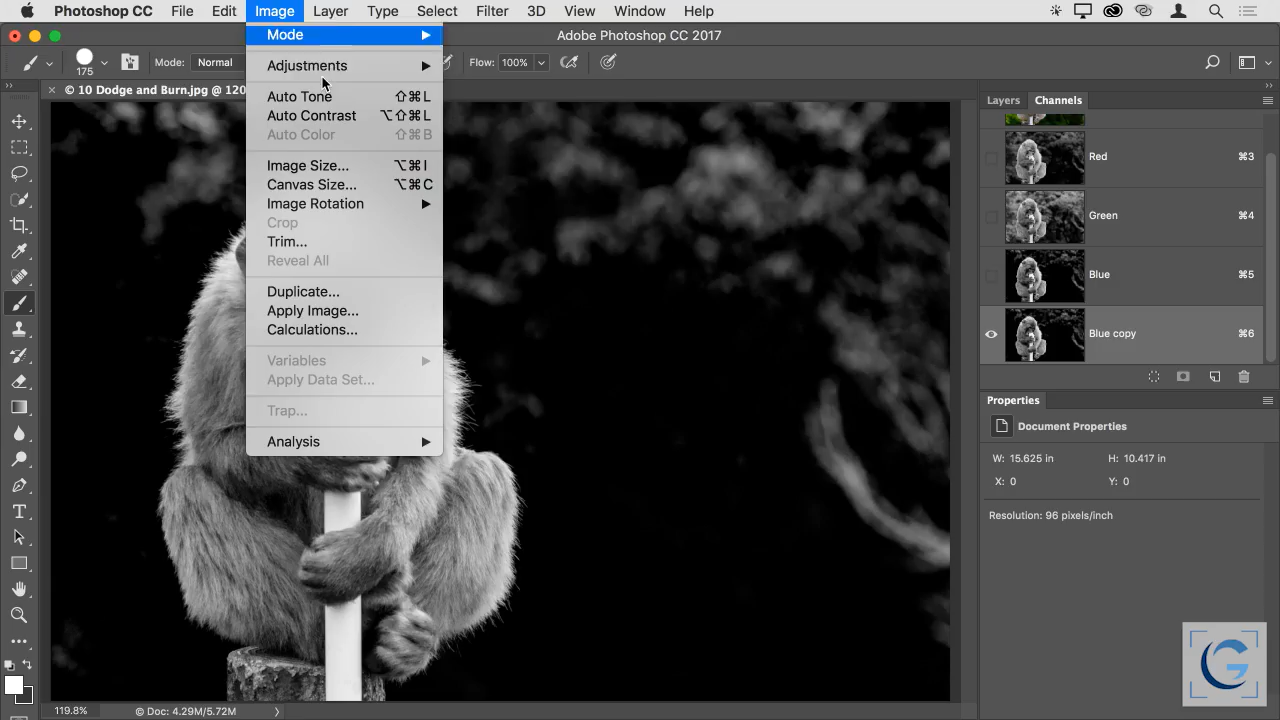 Photoshop CC File Edit Image Layer Type Select Filter 3D View Window Help
Adobe Photoshop CC 2017
175 Mode: Normal Flow: 100%
© 10 Dodge and Burn.jpg @ 120
Mode
Adjustments
Auto Tone ⇧⌘L
Auto Contrast ⌥⇧⌘L
Auto Color ⇧⌘B
Image Size... ⌥⌘I
Canvas Size... ⌥⌘C
Image Rotation
Crop
Trim...
Reveal All
Duplicate...
Apply Image...
Calculations...
Variables
Apply Data Set...
Trap...
Analysis
Layers Channels
Red ⌘3
Green ⌘4
Blue ⌘5
Blue copy ⌘6
Properties
Document Properties
W: 15.625 in H: 10.417 in
X: 0 Y: 0
Resolution: 96 pixels/inch
119.8% © Doc: 4.29M/5.72M